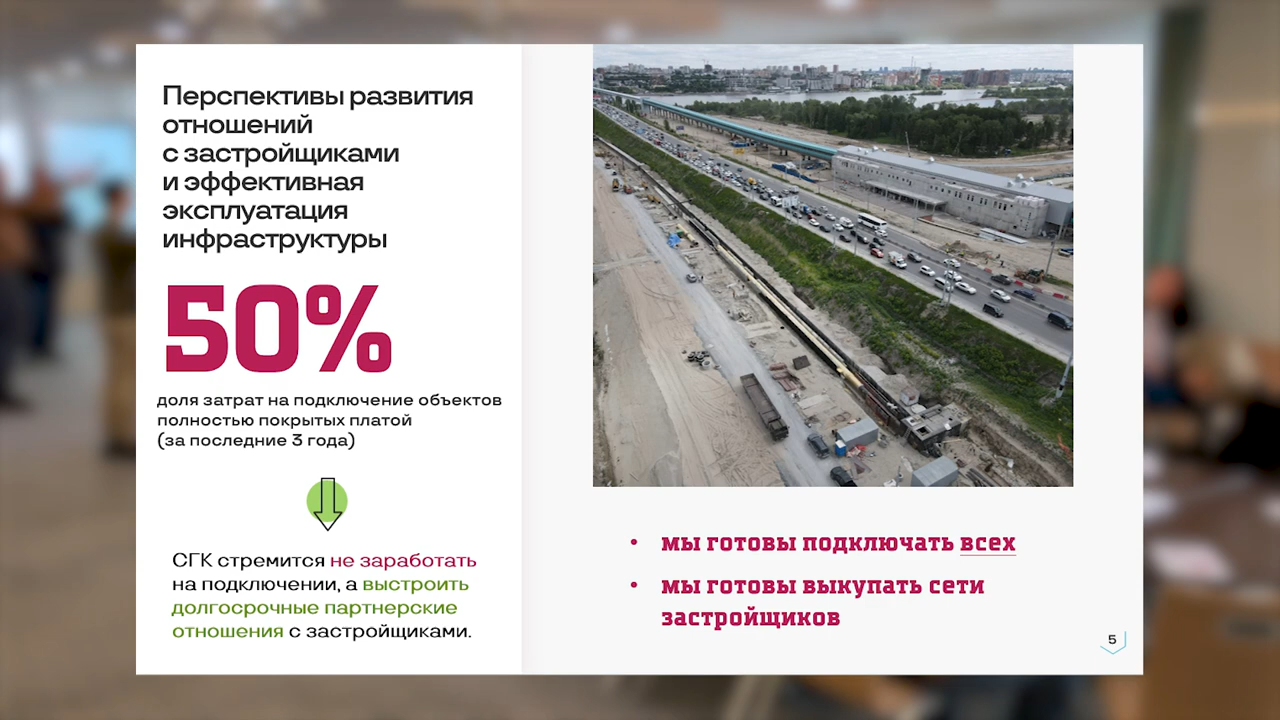 Перспективы развития
отношений
с застройщиками
и эффективная
эксплуатация
инфраструктуры
50%
доля затрат на подключение объектов
полностью покрытых платой
(за последние 3 года)
СГК стремится не заработать
на подключении, а выстроить
долгосрочные партнерские
отношения с застройщиками.
• мы готовы подключать всех
• мы готовы выкупать сети
застройщиков
5